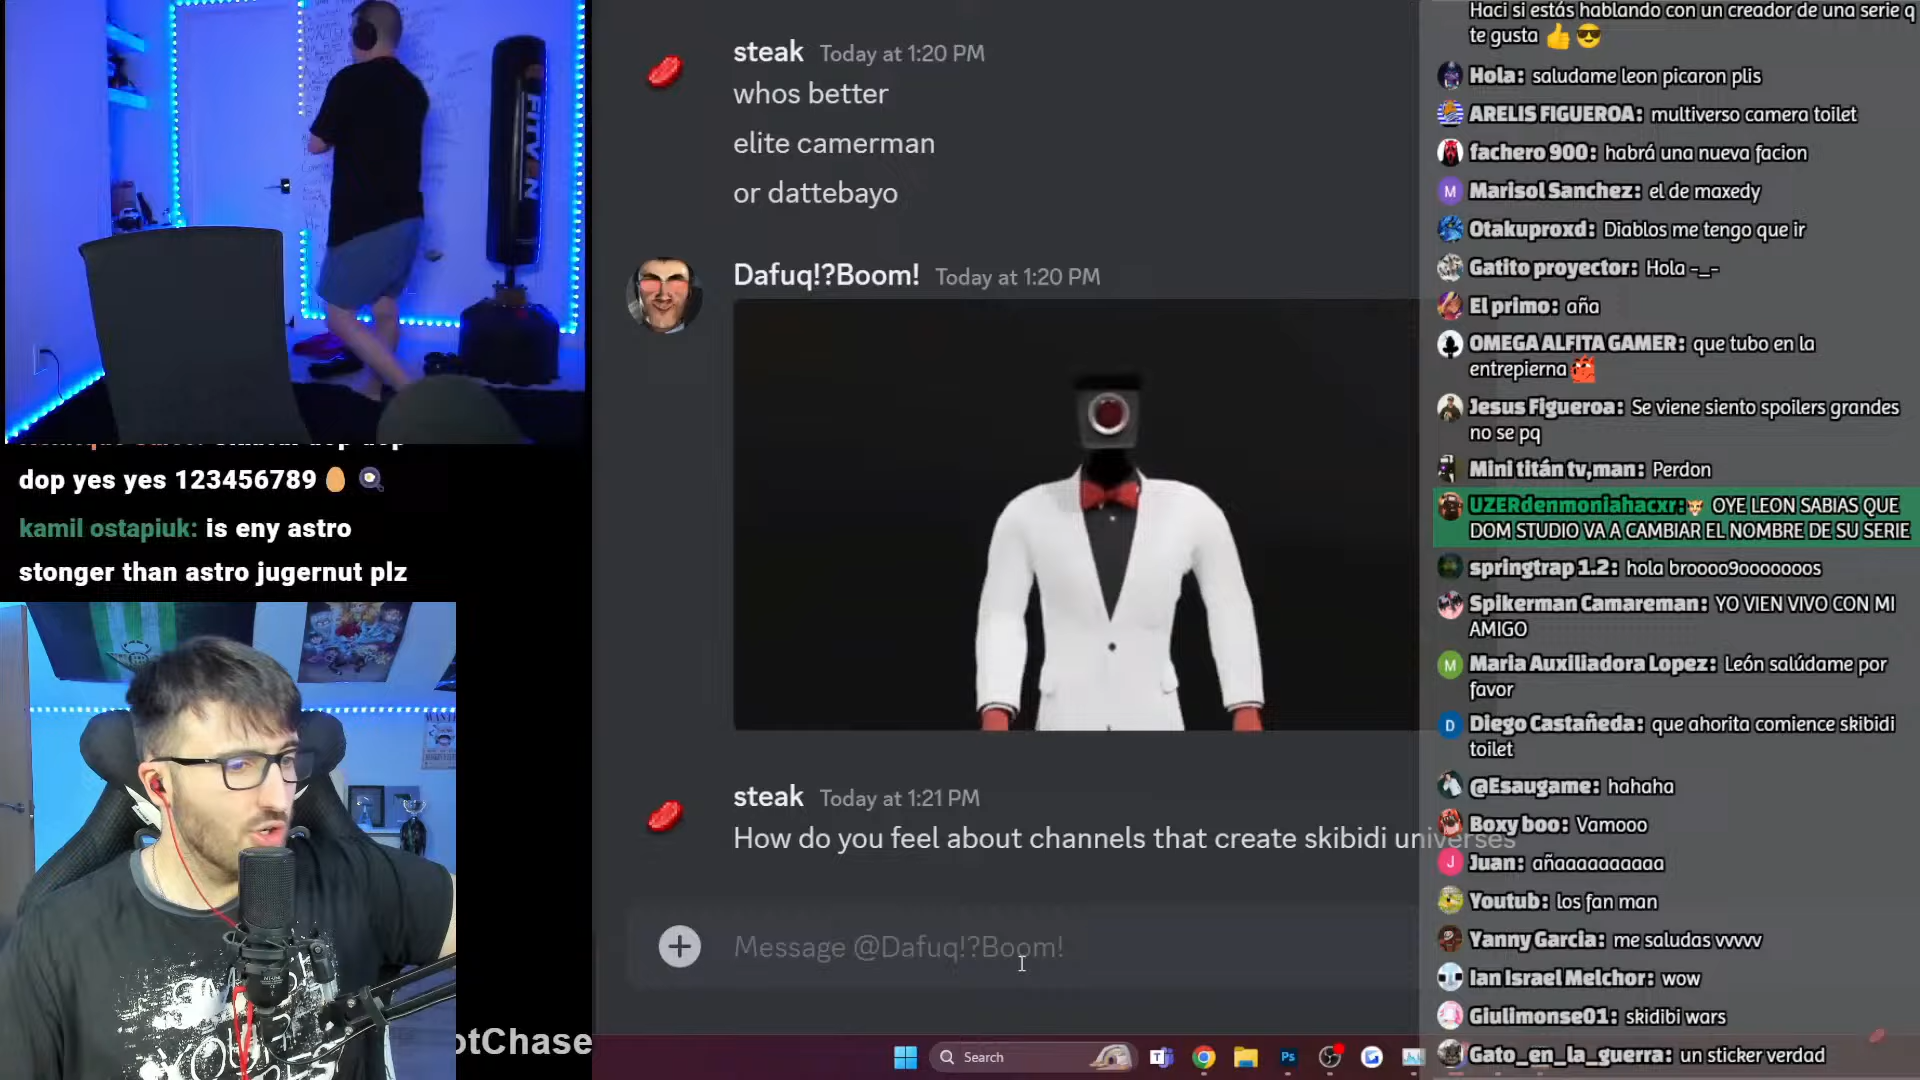 FITVEN
dop yes yes 123456789
kamil ostapiuk: is eny astro
stonger than astro jugernut plz
WANTED
otChase
steak Today at 1:20 PM
whos better
elite camerman
or dattebayo
Dafuq!?Boom! Today at 1:20 PM
steak Today at 1:21 PM
How do you feel about channels that create skibidi universes
Message @Dafuq!?Boom!
Search
Ps
Haci si estás hablando con un creador de una serie q
te gusta 👍😎
Hola: saludame leon picaron plis
ARELIS FIGUEROA: multiverso camera toilet
fachero 900: habrá una nueva facion
M Marisol Sanchez: el de maxedy
Otakuproxd: Diablos me tengo que ir
Gatito proyector: Hola -_-
El primo: aña
OMEGA ALFITA GAMER: que tubo en la
entrepierna
Jesus Figueroa: Se viene siento spoilers grandes
no se pq
Mini titán tv,man: Perdon
UZERdenmoniahacxr: OYE LEON SABIAS QUE
DOM STUDIO VA A CAMBIAR EL NOMBRE DE SU SERIE
springtrap 1.2: hola broooo9ooooooos
Spikerman Camareman: YO VIEN VIVO CON MI
AMIGO
M Maria Auxiliadora Lopez: León salúdame por
favor
D Diego Castañeda: que ahorita comience skibidi
toilet
@Esaugame: hahaha
Boxy boo: Vamooo
J Juan: añaaaaaaaaaa
Youtub: los fan man
Yanny Garcia: me saludas vvvvv
Ian Israel Melchor: wow
Giulimonse01: skidibi wars
Gato_en_la_guerra: un sticker verdad